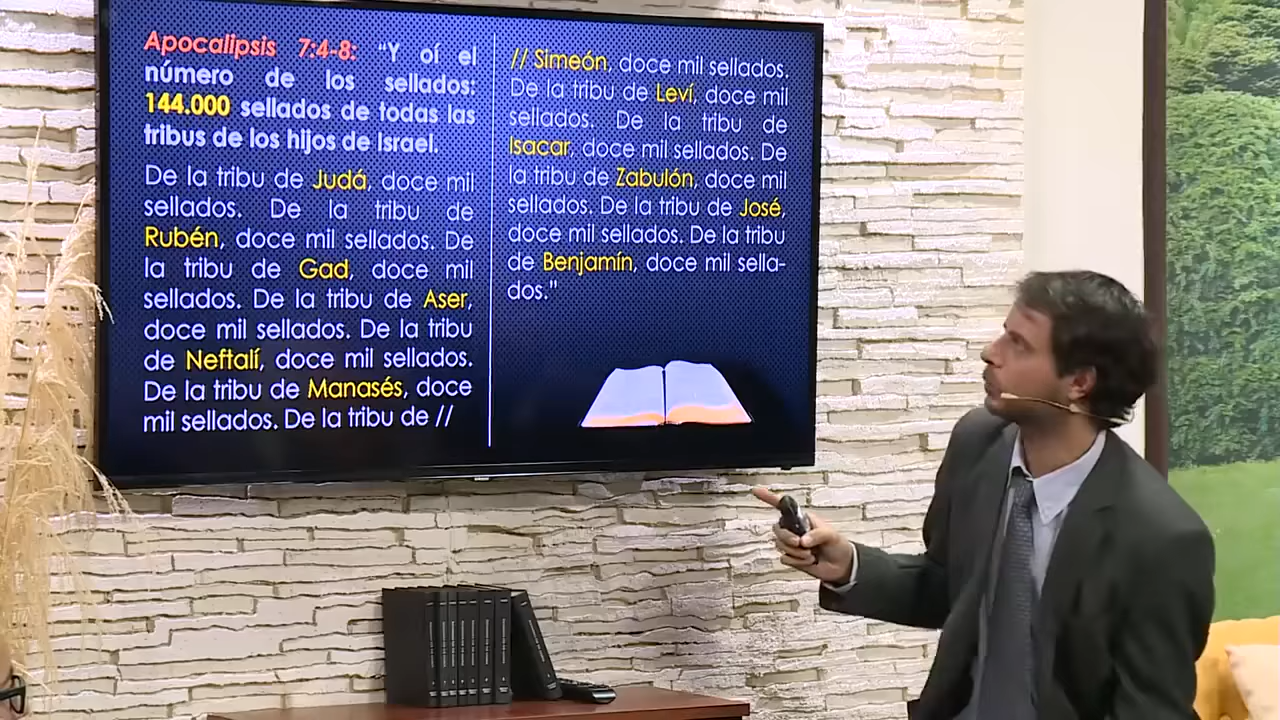 Apocalipsis 7:4-8: “Y oí el
número de los sellados:
144.000 sellados de todas las
tribus de los hijos de Israel.
De la tribu de Judá, doce mil
sellados. De la tribu de
Rubén, doce mil sellados. De
la tribu de Gad, doce mil
sellados. De la tribu de Aser,
doce mil sellados. De la tribu
de Neftalí, doce mil sellados.
De la tribu de Manasés, doce
mil sellados. De la tribu de //
// Simeón, doce mil sellados.
De la tribu de Leví, doce mil
sellados. De la tribu de
Isacar, doce mil sellados. De
la tribu de Zabulón, doce mil
sellados. De la tribu de José,
doce mil sellados. De la tribu
de Benjamín, doce mil sella-
dos."